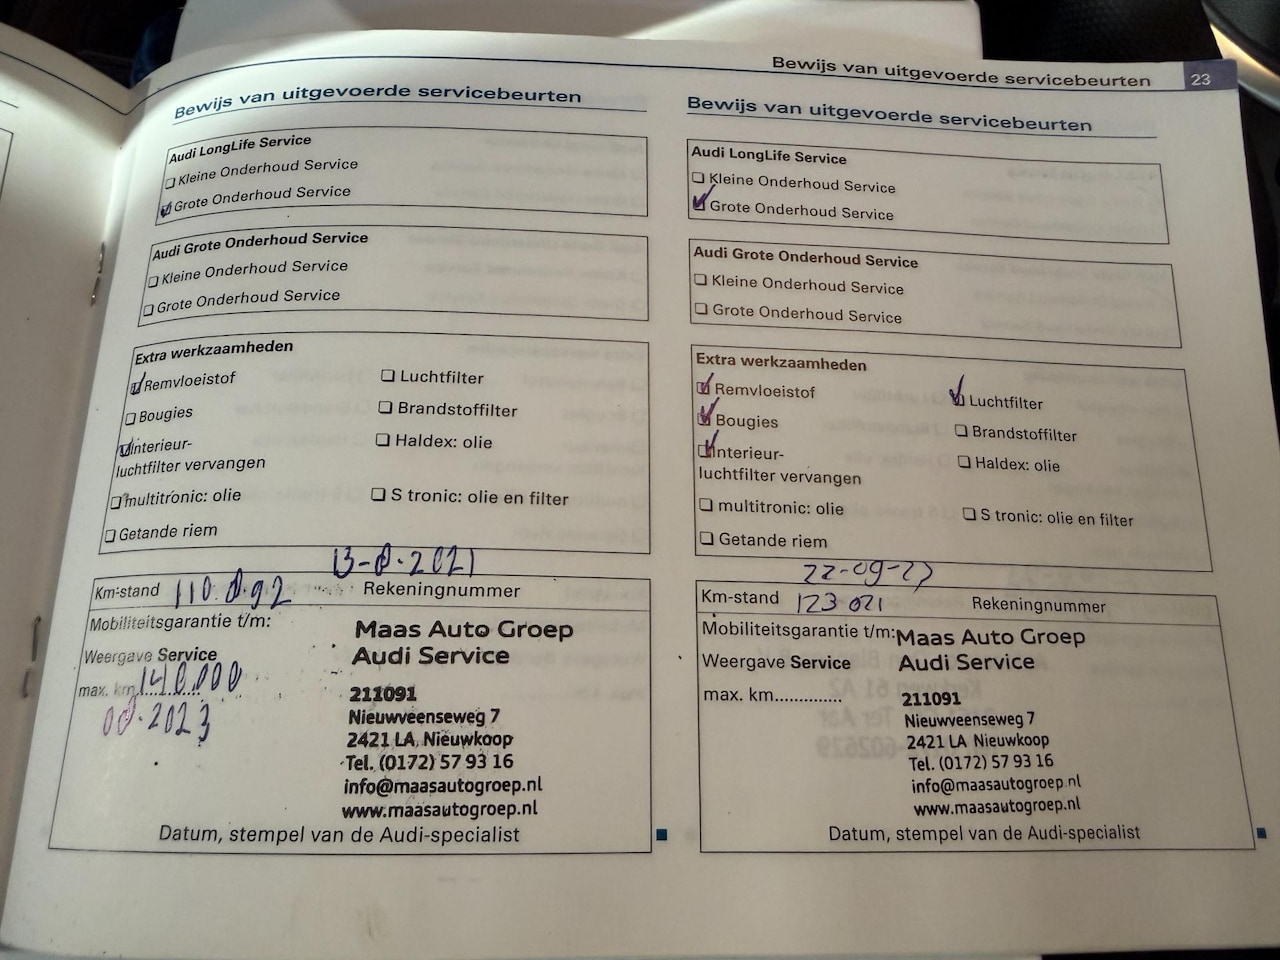 Bewijs van uitgevoerde servicebeurten 23
Bewijs van uitgevoerde servicebeurten
Audi LongLife Service
Kleine Onderhoud Service
Grote Onderhoud Service
Audi Grote Onderhoud Service
Kleine Onderhoud Service
Grote Onderhoud Service
Extra werkzaamheden
Remvloeistof Luchtfilter
Bougies Brandstoffilter
Interieur- Haldex: olie
luchtfilter vervangen
multitronic: olie S tronic: olie en filter
Getande riem
13-8-2021
Km-stand 110.892 Rekeningnummer
Mobiliteitsgarantie t/m:
Weergave Service
max. km 140.000
08.2023
Maas Auto Groep
Audi Service
211091
Nieuwveenseweg 7
2421 LA Nieuwkoop
Tel. (0172) 57 93 16
info@maasautogroep.nl
www.maasautogroep.nl
Datum, stempel van de Audi-specialist
Bewijs van uitgevoerde servicebeurten
Audi LongLife Service
Kleine Onderhoud Service
Grote Onderhoud Service
Audi Grote Onderhoud Service
Kleine Onderhoud Service
Grote Onderhoud Service
Extra werkzaamheden
Remvloeistof Luchtfilter
Bougies Brandstoffilter
Interieur- Haldex: olie
luchtfilter vervangen
multitronic: olie S tronic: olie en filter
Getande riem
Km-stand 123021 Rekeningnummer
Mobiliteitsgarantie t/m:
Weergave Service
max. km.............
Maas Auto Groep
Audi Service
211091
Nieuwveenseweg 7
2421 LA Nieuwkoop
Tel. (0172) 57 93 16
info@maasautogroep.nl
www.maasautogroep.nl
Datum, stempel van de Audi-specialist